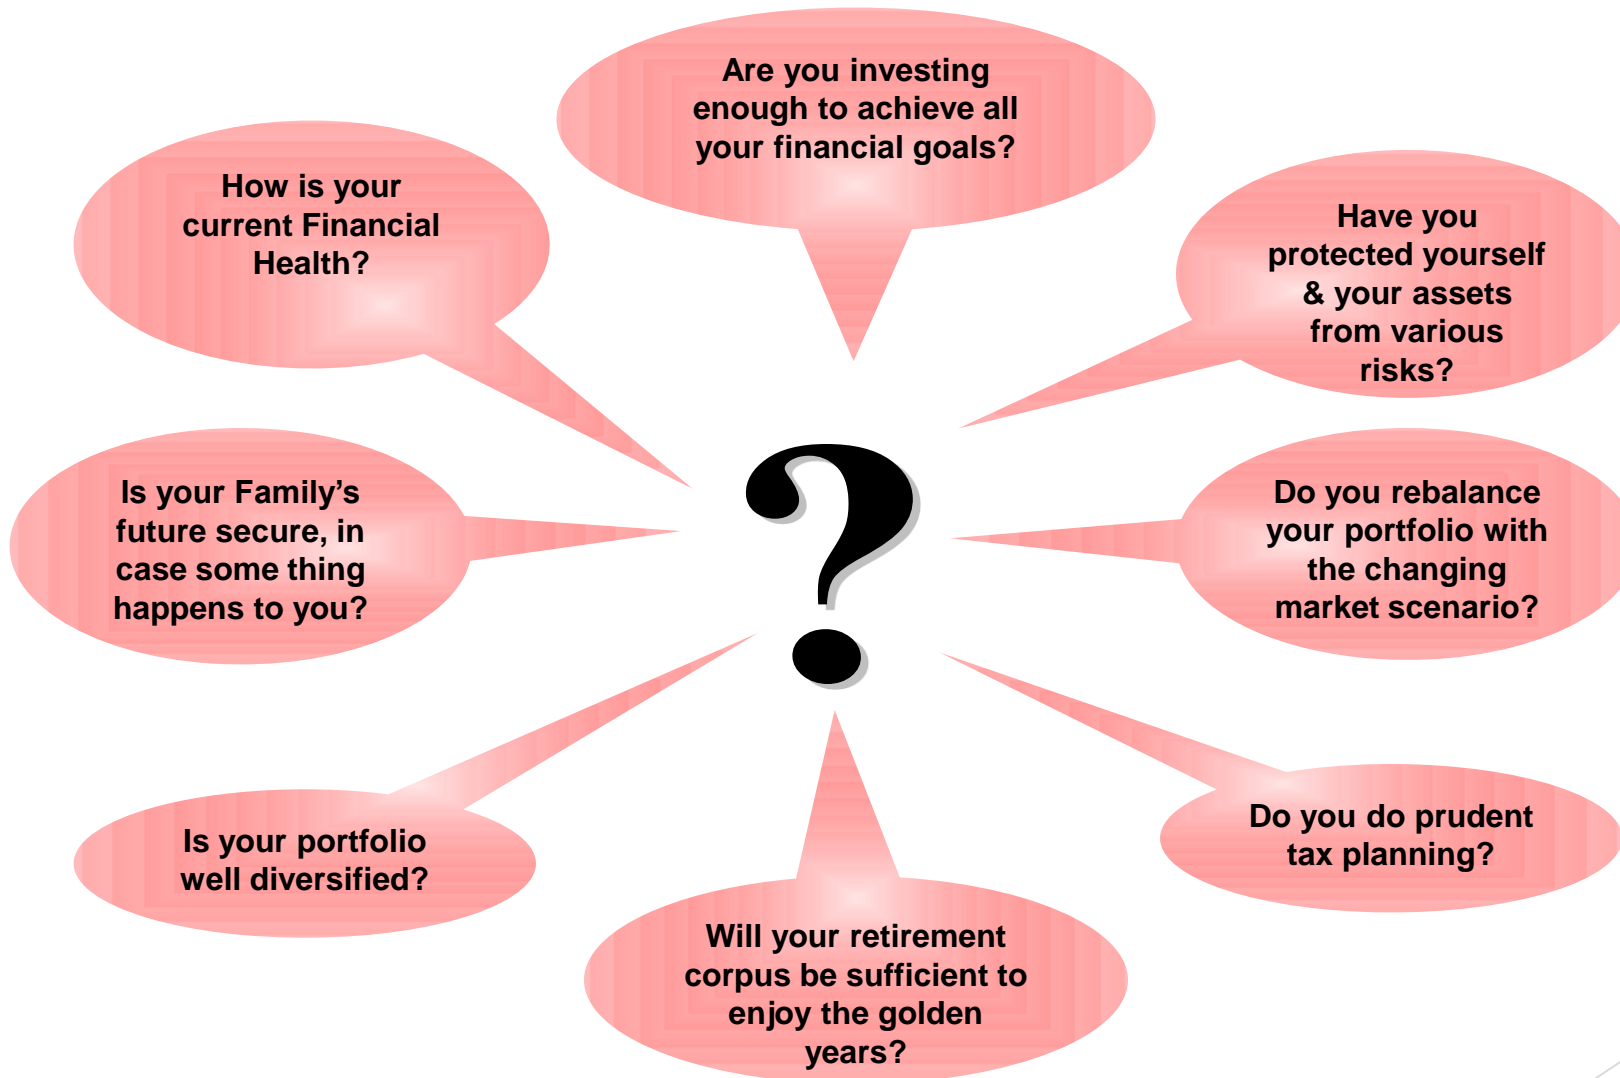 Are you investing
enough to achieve all
your financial goals?
How is your
current Financial
Health?
Have you
protected yourself
& your assets
from various
risks?
Is your Family’s
future secure, in
case some thing
happens to you?
?
Do you rebalance
your portfolio with
the changing
market scenario?
Is your portfolio
well diversified?
Do you do prudent
tax planning?
Will your retirement
corpus be sufficient to
enjoy the golden
years?